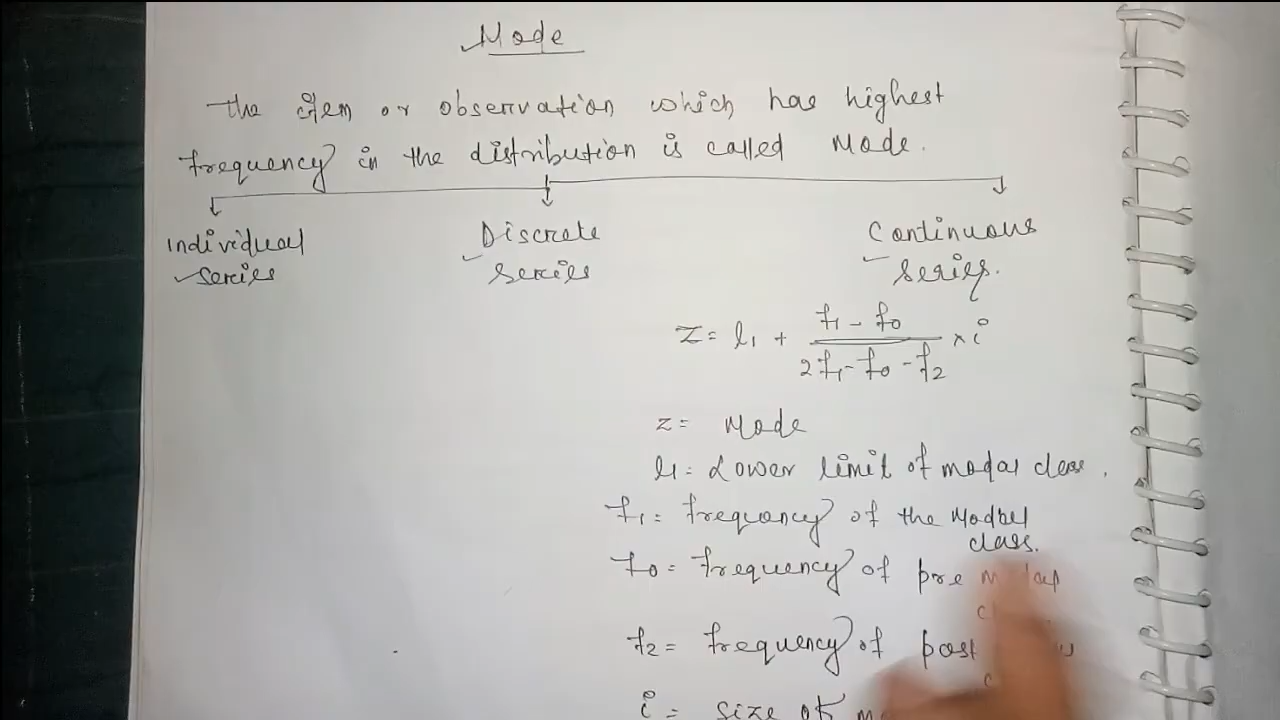 Mode
The item or observation which has highest
frequency in the distribution is called Mode.
Individual Series
Discrete Series
Continuous Series.
Z = l₁ + (f₁ - f₀) / (2f₁ - f₀ - f₂) × i
Z = Mode
l₁ = Lower limit of modal class.
f₁ = frequency of the Modal
class.
f₀ = frequency of pre modal
f₂ = frequency of post
i = size of